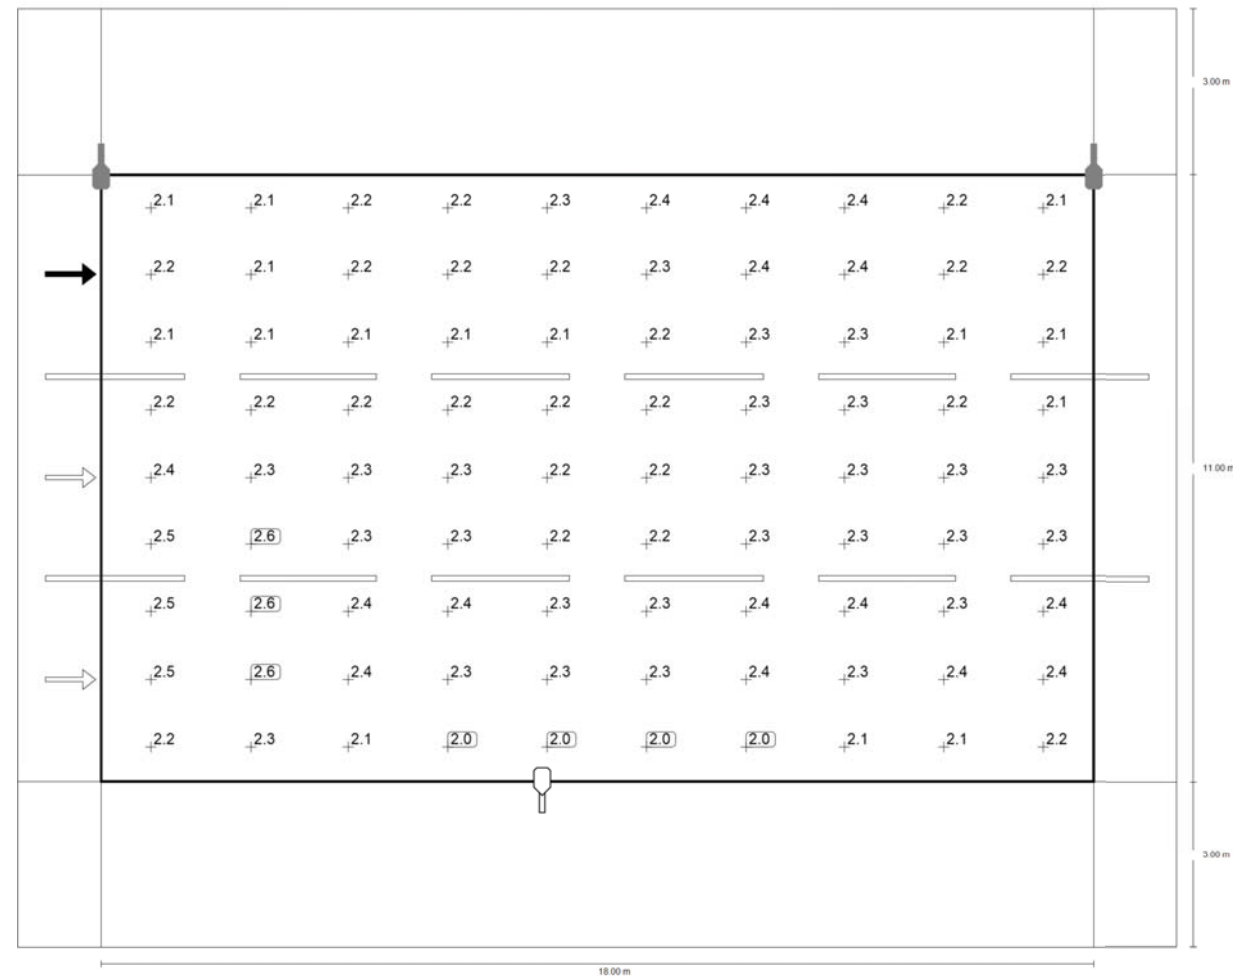 3.00 m
2.1 2.1 2.2 2.2 2.3 2.4 2.4 2.4 2.2 2.1
2.2 2.1 2.2 2.2 2.2 2.3 2.4 2.4 2.2 2.2
2.1 2.1 2.1 2.1 2.1 2.2 2.3 2.3 2.1 2.1
2.2 2.2 2.2 2.2 2.2 2.2 2.3 2.3 2.2 2.1
2.4 2.3 2.3 2.3 2.2 2.2 2.3 2.3 2.3 2.3
11.00 m
2.5 2.6 2.3 2.3 2.2 2.2 2.3 2.3 2.3 2.3
2.5 2.6 2.4 2.4 2.3 2.3 2.4 2.4 2.3 2.4
2.5 2.6 2.4 2.3 2.3 2.3 2.4 2.3 2.4 2.4
2.2 2.3 2.1 2.0 2.0 2.0 2.0 2.1 2.1 2.2
3.00 m
18.00 m